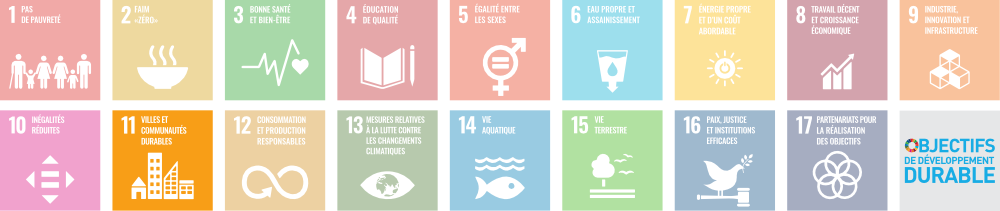 1 PAS
DE PAUVRETÉ
2 FAIM
«ZÉRO»
3 BONNE SANTÉ
ET BIEN-ÊTRE
4 ÉDUCATION
DE QUALITÉ
5 ÉGALITÉ ENTRE
LES SEXES
6 EAU PROPRE ET
ASSAINISSEMENT
7 ÉNERGIE PROPRE
ET D'UN COÛT
ABORDABLE
8 TRAVAIL DÉCENT
ET CROISSANCE
ÉCONOMIQUE
9 INDUSTRIE,
INNOVATION ET
INFRASTRUCTURE
10 INÉGALITÉS
RÉDUITES
11 VILLES ET
COMMUNAUTÉS
DURABLES
12 CONSOMMATION
ET PRODUCTION
RESPONSABLES
13 MESURES RELATIVES
À LA LUTTE CONTRE
LES CHANGEMENTS
CLIMATIQUES
14 VIE
AQUATIQUE
15 VIE
TERRESTRE
16 PAIX, JUSTICE
ET INSTITUTIONS
EFFICACES
17 PARTENARIATS POUR
LA RÉALISATION
DES OBJECTIFS
OBJECTIFS
DE DÉVELOPPEMENT
DURABLE